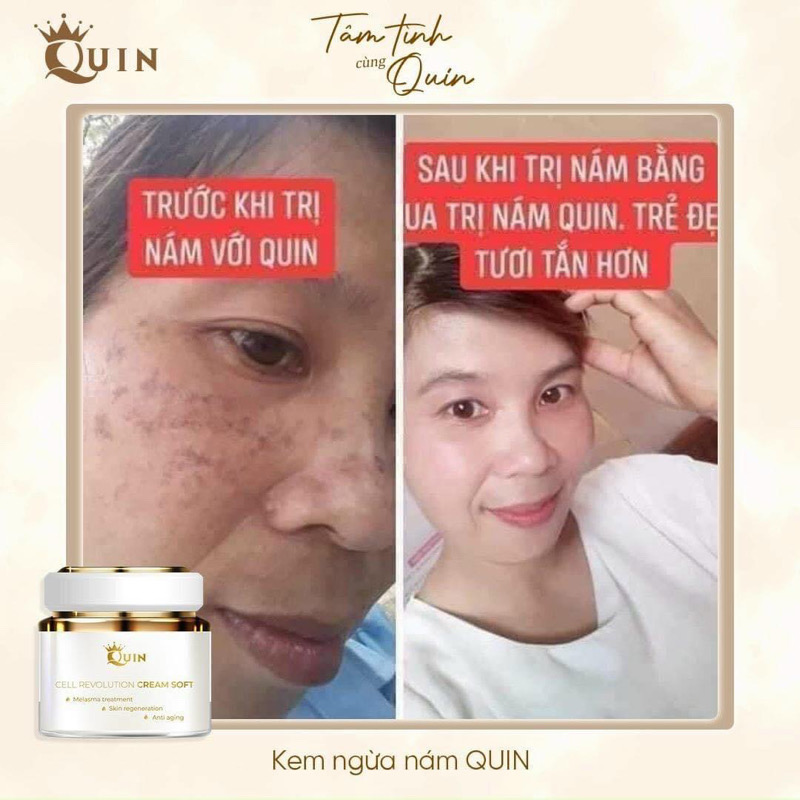 QUIN
Tâm tình
cùng
Quin
TRƯỚC KHI TRỊ
NÁM VỚI QUIN
SAU KHI TRỊ NÁM BẰNG
UA TRỊ NÁM QUIN. TRẺ ĐẸ
TƯƠI TẮN HƠN
QUIN
CELL REVOLUTION CREAM SOFT
Melasma treatment
Skin regeneration
Anti aging
Kem ngừa nám QUIN